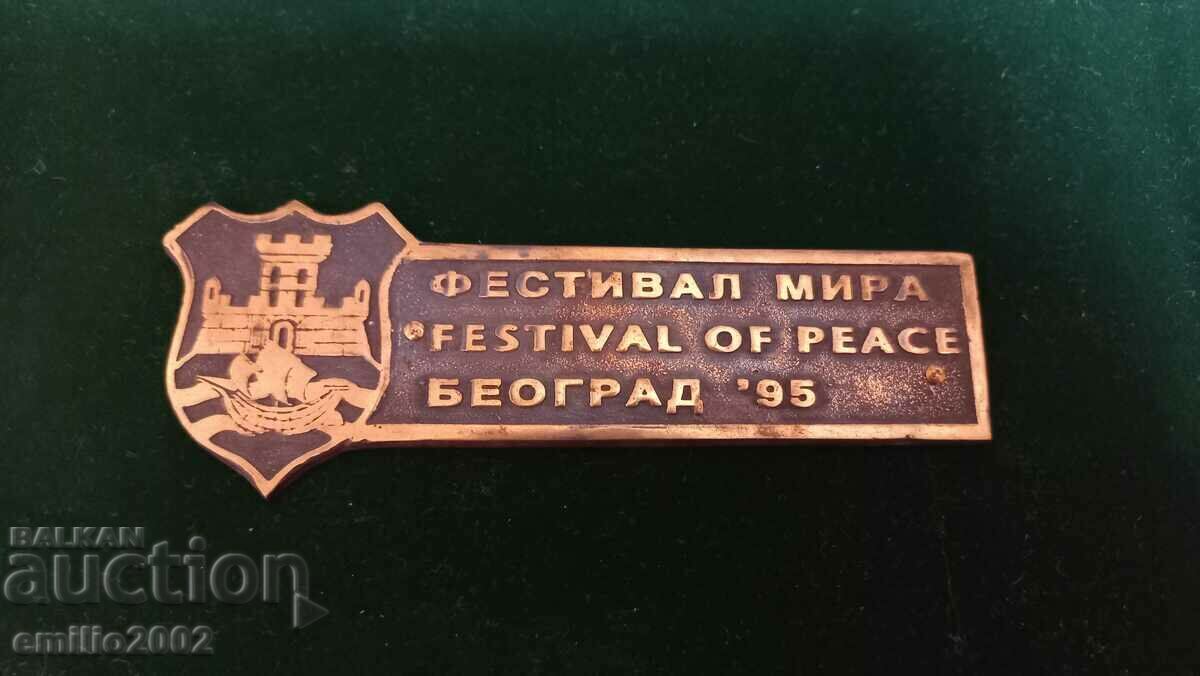 ФЕСТИВАЛ МИРА
FESTIVAL OF PEACE
БЕОГРАД '95
BALKAN
auction
emilio2002